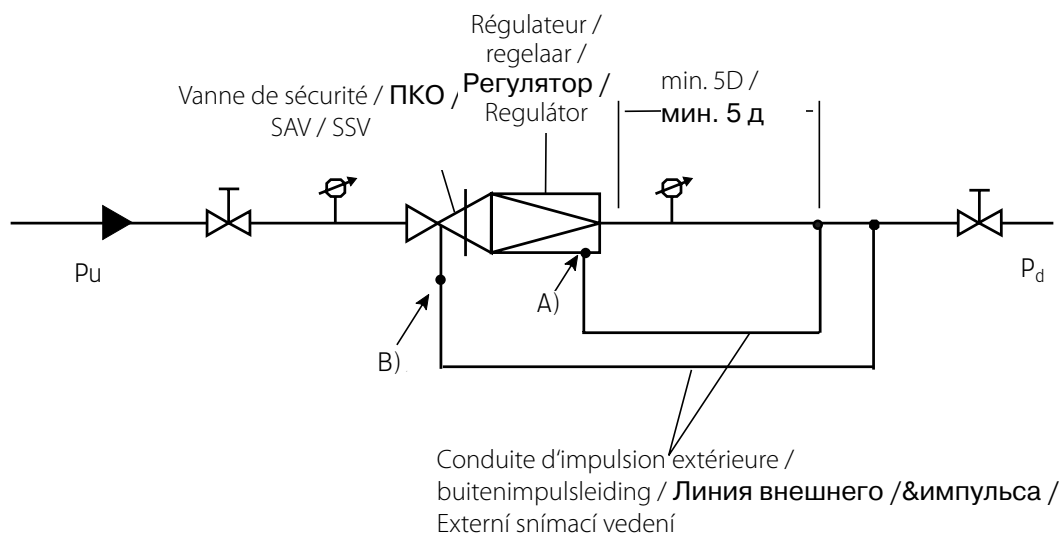 Régulateur /
regelaar /
Регулятор /
Regulátor
Vanne de sécurité / ПКО /
SAV / SSV
min. 5D /
мин. 5 д
Pu
Pd
A)
B)
Conduite d'impulsion extérieure /
buitenimpulsleiding / Линия внешнего /&импульса /
Externí snímací vedení